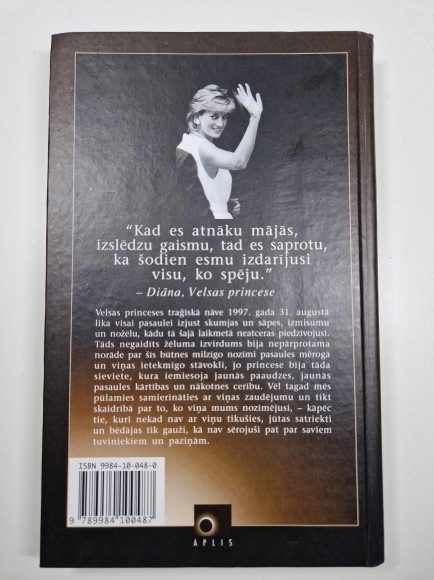 “Kad es atnāku mājās,
izslēdzu gaismu, tad es saprotu,
ka šodien esmu izdarījusi
visu, ko spēju.”
– Diāna, Velsas princese
Velsas princeses traģiskā nāve 1997. gada 31. augustā
lika visai pasaulei izjust skumjas un sāpes, izmisumu
un nožēlu, kādu tā šajā laikmetā neatceras piedzīvojusi.
Tāds negaidīts žēluma izvirdums bija nepārprotama
norāde par šīs būtnes milzīgo nozīmi pasaules mērogā
un viņas ietekmīgo stāvokli, jo princese bija tāda
sieviete, kura iemiesoja jaunās paaudzes, jaunās
pasaules kārtības un nākotnes cerību. Vēl tagad mēs
pūlamies samierināties ar viņas zaudējumu un tikt
skaidrībā par to, ko viņa mums nozīmējusi, – kāpēc
tie, kuri nekad nav ar viņu tikušies, jūtas satriekti
un bēdājas tik gauži, kā nav sērojuši pat par saviem
tuviniekiem un paziņām.
ISBN 9984-10-048-0
9 789984 100487
APLIS